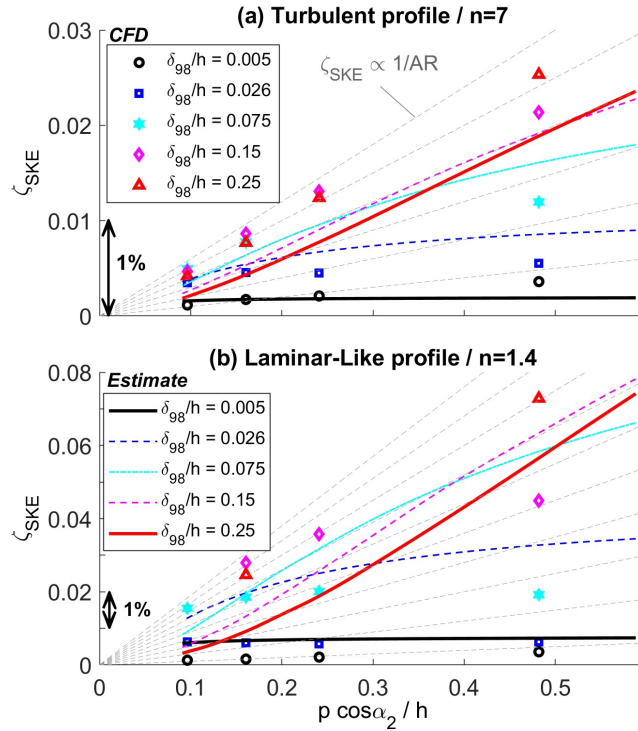 (a) Turbulent profile / n=7
0.03
0.02
0.01
0
ζSKE
CFD
δ98/h = 0.005
δ98/h = 0.026
δ98/h = 0.075
δ98/h = 0.15
δ98/h = 0.25
ζSKE ∝ 1/AR
1%
(b) Laminar-Like profile / n=1.4
0.08
0.06
0.04
0.02
0
ζSKE
Estimate
δ98/h = 0.005
δ98/h = 0.026
δ98/h = 0.075
δ98/h = 0.15
δ98/h = 0.25
1%
0 0.1 0.2 0.3 0.4 0.5
p cosα2 / h